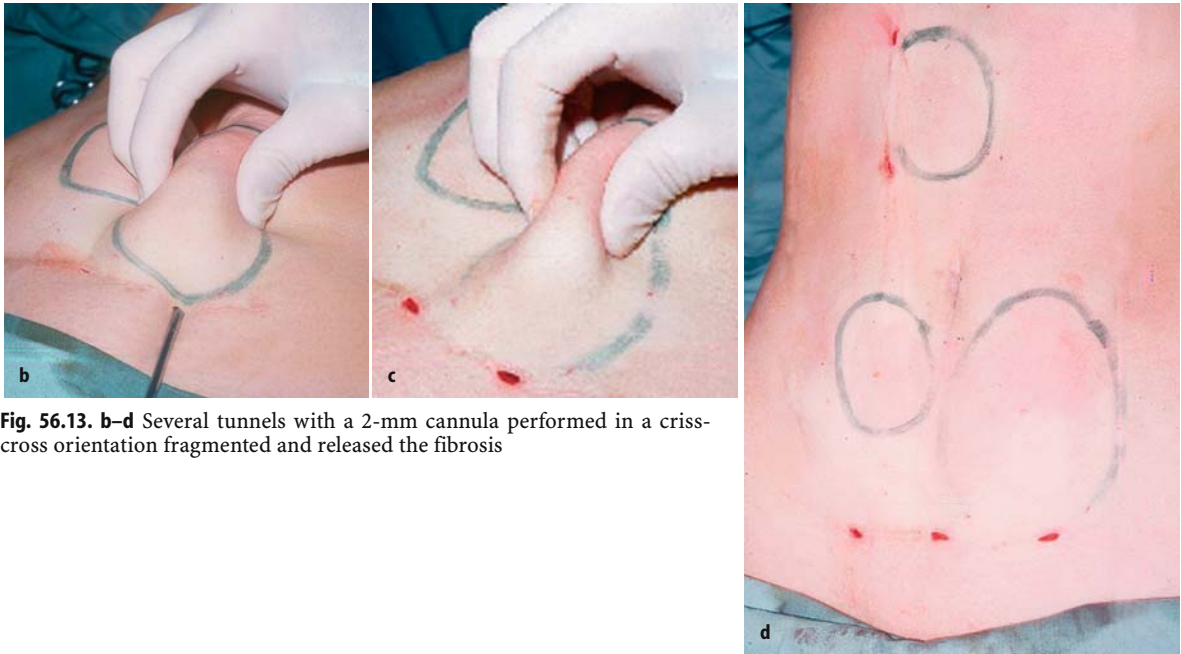 b
c
Fig. 56.13. b–d Several tunnels with a 2-mm cannula performed in a criss-
cross orientation fragmented and released the fibrosis
d